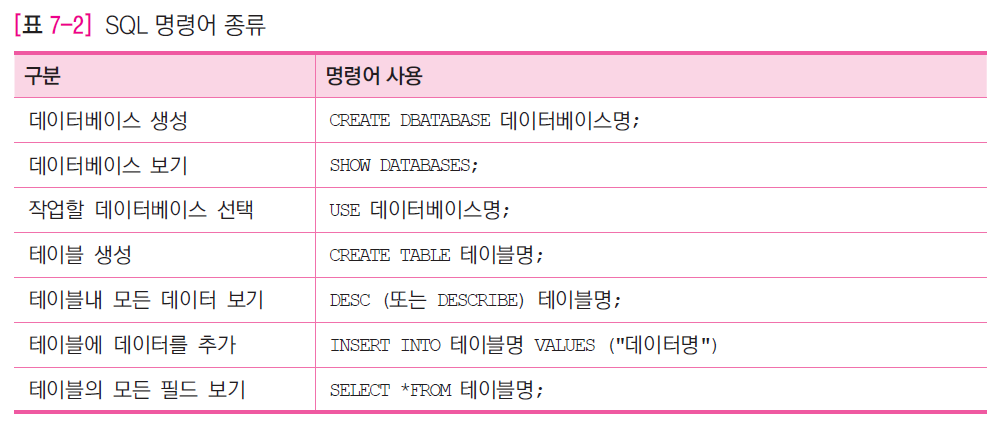 [표 7-2] SQL 명령어 종류
구분 명령어 사용
데이터베이스 생성 CREATE DBATABASE 데이터베이스명;
데이터베이스 보기 SHOW DATABASES;
작업할 데이터베이스 선택 USE 데이터베이스명;
테이블 생성 CREATE TABLE 테이블명;
테이블내 모든 데이터 보기 DESC (또는 DESCRIBE) 테이블명;
테이블에 데이터를 추가 INSERT INTO 테이블명 VALUES ("데이터명")
테이블의 모든 필드 보기 SELECT *FROM 테이블명;